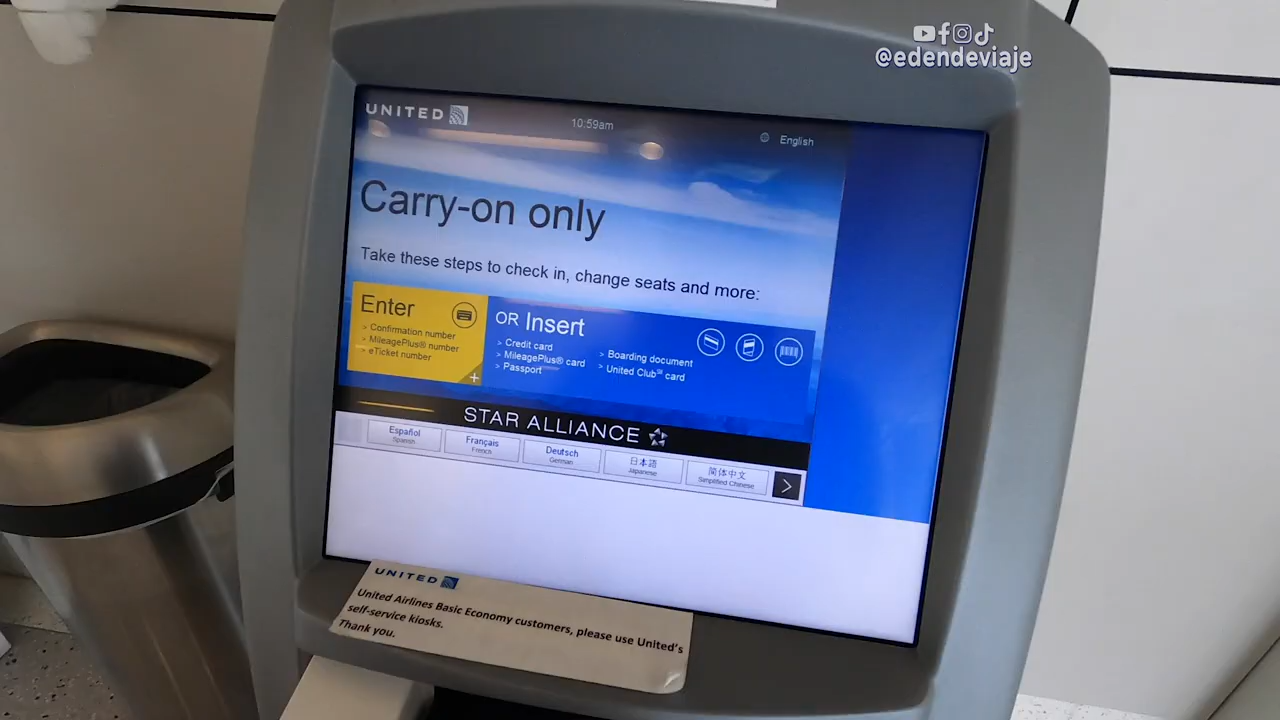 @edendeviaje
UNITED
10:59am
English
Carry-on only
Take these steps to check in, change seats and more:
Enter
> Confirmation number
> MileagePlus® number
> eTicket number
+
OR Insert
> Credit card
> MileagePlus® card
> Passport
> Boarding document
> United Club℠ card
STAR ALLIANCE
Español
Spanish
Français
French
Deutsch
German
日本語
Japanese
简体中文
Simplified Chinese
>
UNITED
United Airlines Basic Economy customers, please use United's
self-service kiosks.
Thank you.